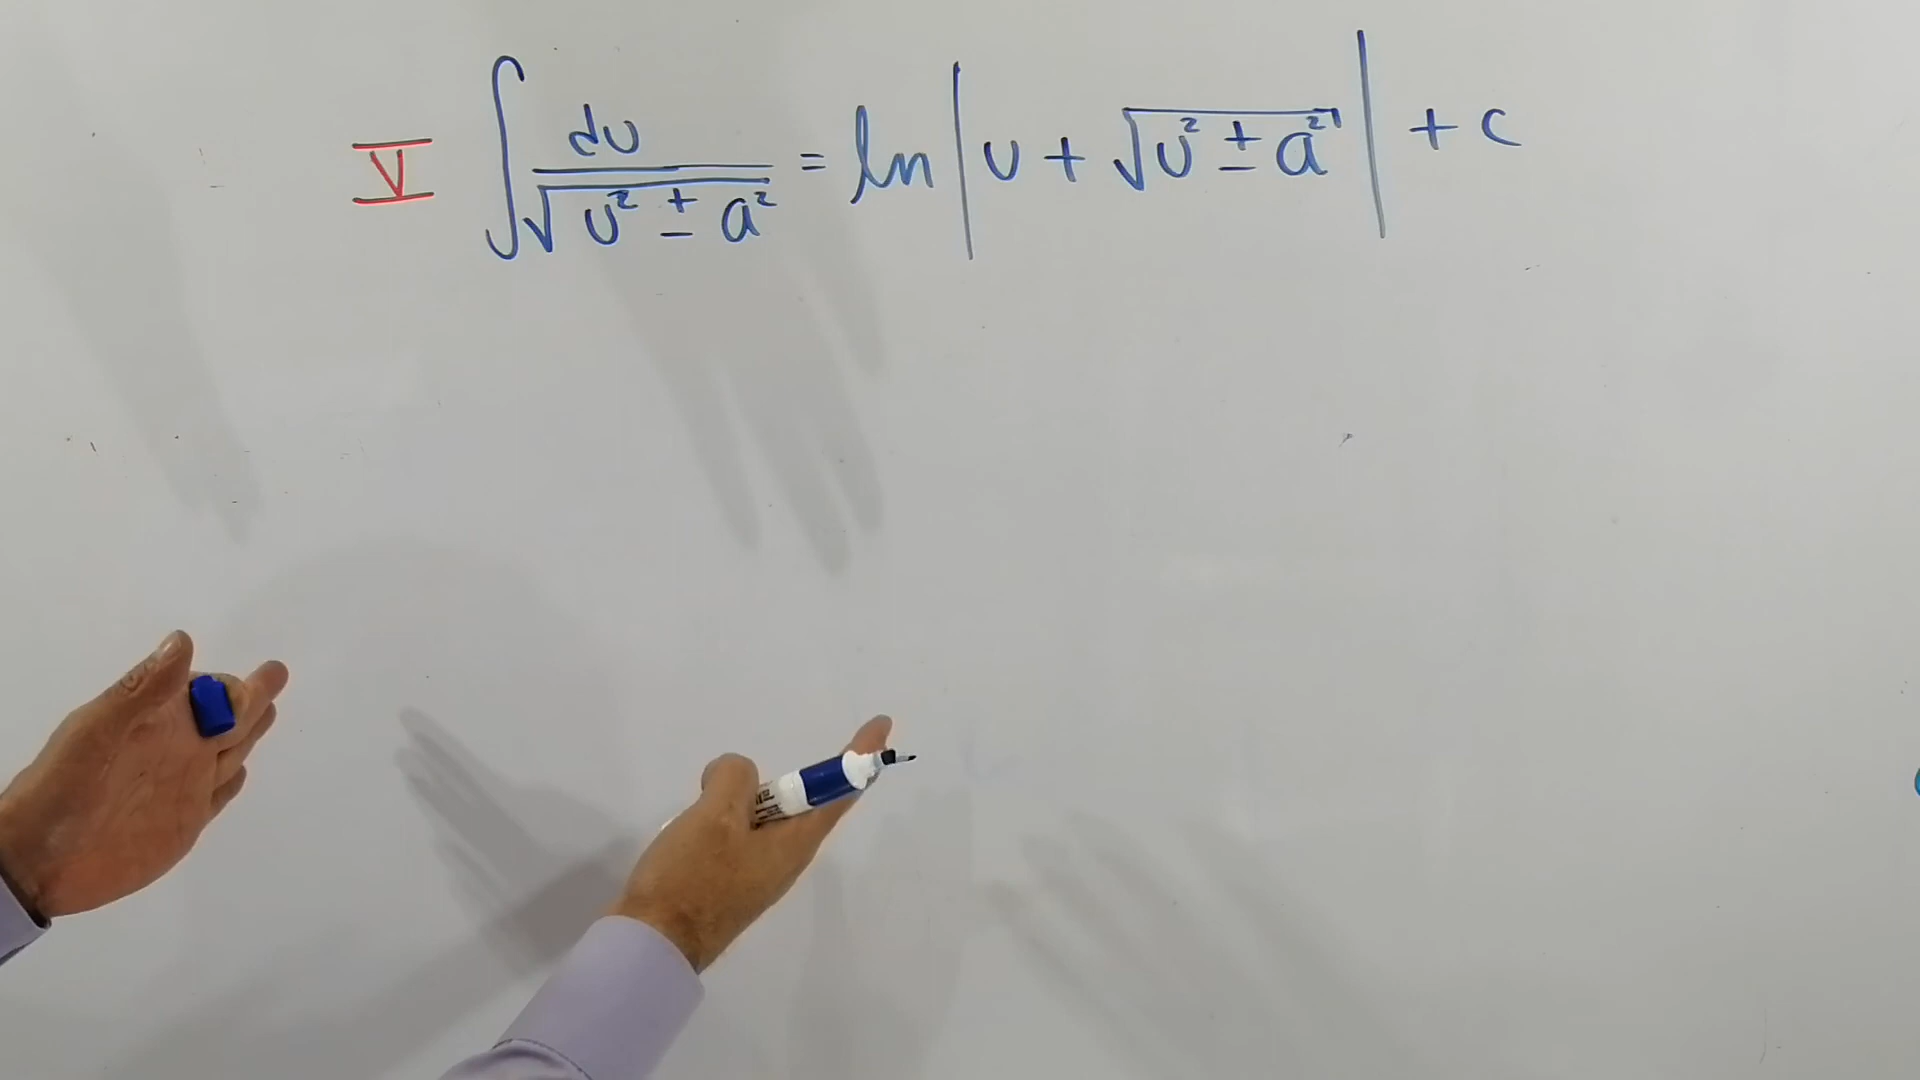 V ∫ du / √(u² ± a²) = ln | u + √(u² ± a²) | + c